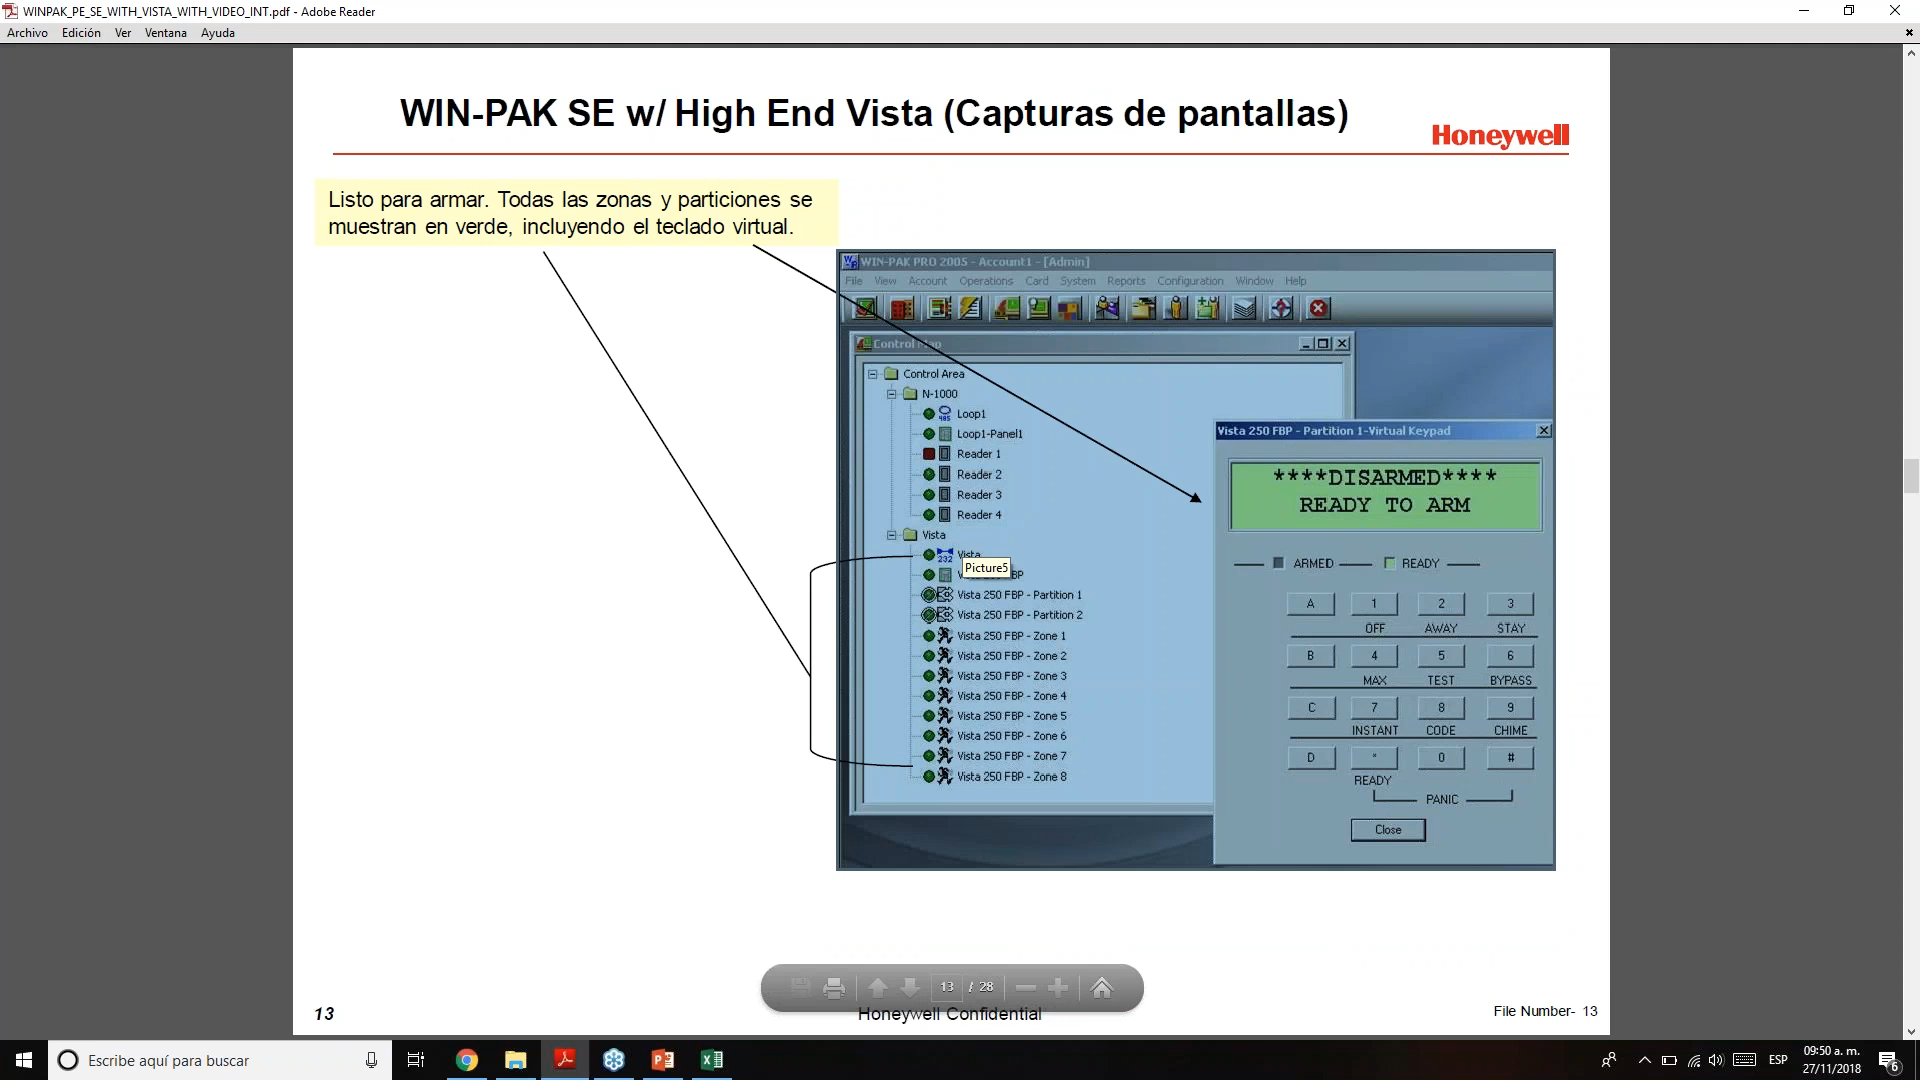 WINPAK_PE_SE_WITH_VISTA_WITH_VIDEO_INT.pdf - Adobe Reader
Archivo Edición Ver Ventana Ayuda
WIN-PAK SE w/ High End Vista (Capturas de pantallas)
Honeywell
Listo para armar. Todas las zonas y particiones se
muestran en verde, incluyendo el teclado virtual.
WIN-PAK PRO 2005 - Account1 - [Admin]
File View Account Operations Card System Reports Configuration Window Help
Control Map
Control Area
N-1000
Loop1
Loop1-Panel1
Reader 1
Reader 2
Reader 3
Reader 4
Vista
232 Vista
Picture5
BP
Vista 250 FBP - Partition 1
Vista 250 FBP - Partition 2
Vista 250 FBP - Zone 1
Vista 250 FBP - Zone 2
Vista 250 FBP - Zone 3
Vista 250 FBP - Zone 4
Vista 250 FBP - Zone 5
Vista 250 FBP - Zone 6
Vista 250 FBP - Zone 7
Vista 250 FBP - Zone 8
Vista 250 FBP - Partition 1-Virtual Keypad
****DISARMED****
READY TO ARM
ARMED READY
A 1 2 3
OFF AWAY STAY
B 4 5 6
MAX TEST BYPASS
C 7 8 9
INSTANT CODE CHIME
D * 0 #
READY
PANIC
Close
13 / 28
13
Honeywell Confidential
File Number- 13
Escribe aquí para buscar
ESP
09:50 a. m.
27/11/2018
6